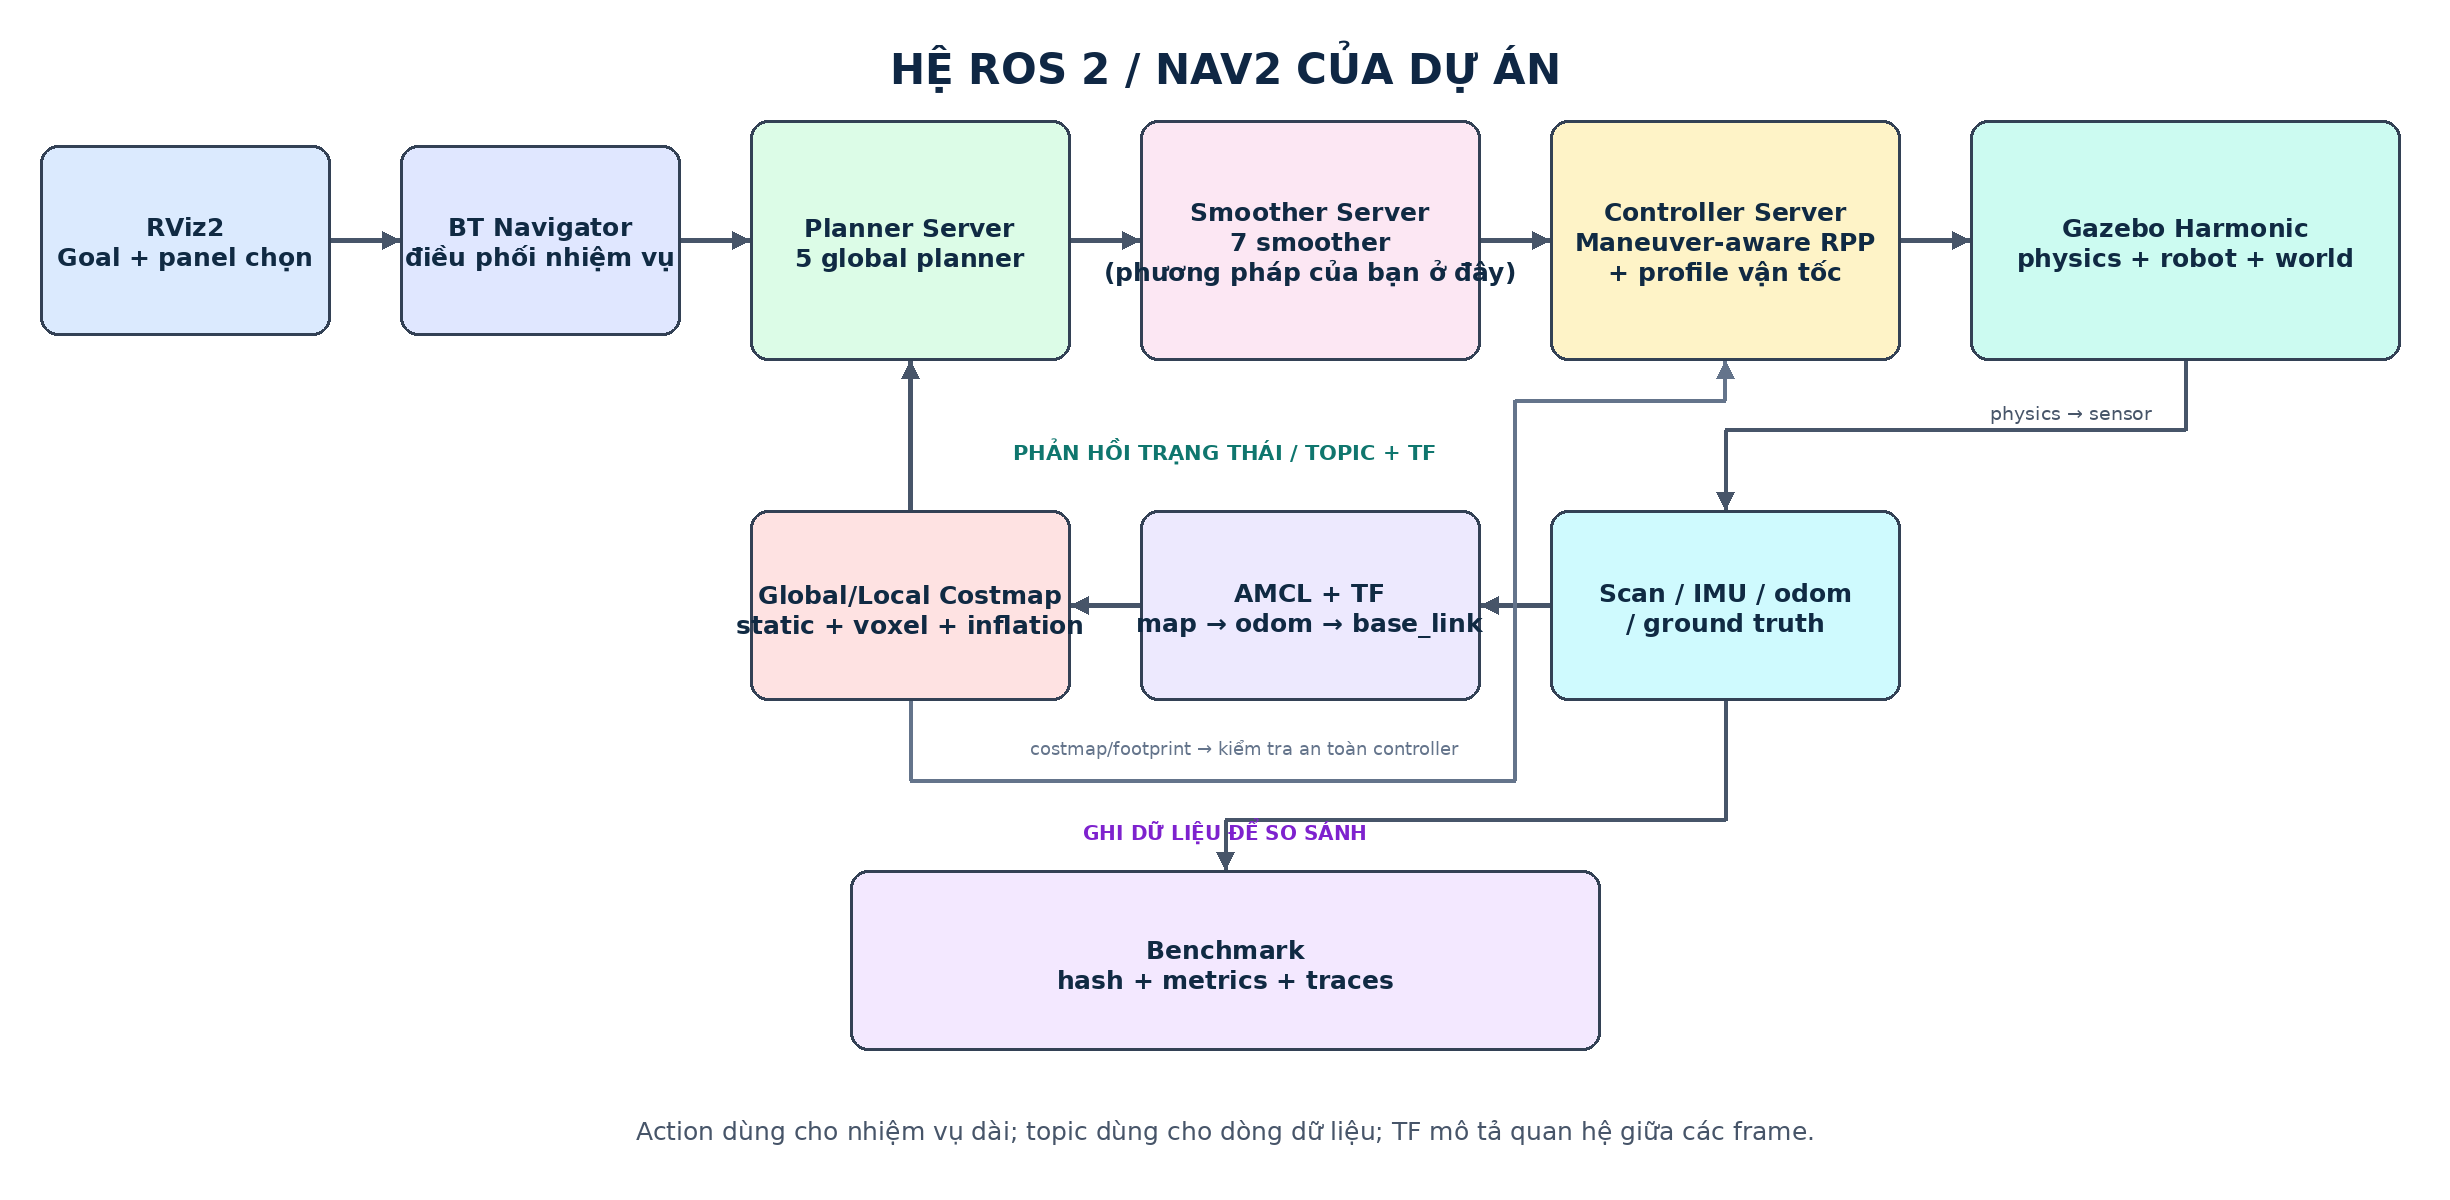 HỆ ROS 2 / NAV2 CỦA DỰ ÁN
RViz2
Goal + panel chọn
BT Navigator
điều phối nhiệm vụ
Planner Server
5 global planner
Smoother Server
7 smoother
(phương pháp của bạn ở đây)
Controller Server
Maneuver-aware RPP
+ profile vận tốc
Gazebo Harmonic
physics + robot + world
physics → sensor
PHẢN HỒI TRẠNG THÁI / TOPIC + TF
Global/Local Costmap
static + voxel + inflation
AMCL + TF
map → odom → base_link
Scan / IMU / odom
/ ground truth
costmap/footprint → kiểm tra an toàn controller
GHI DỮ LIỆU ĐỂ SO SÁNH
Benchmark
hash + metrics + traces
Action dùng cho nhiệm vụ dài; topic dùng cho dòng dữ liệu; TF mô tả quan hệ giữa các frame.